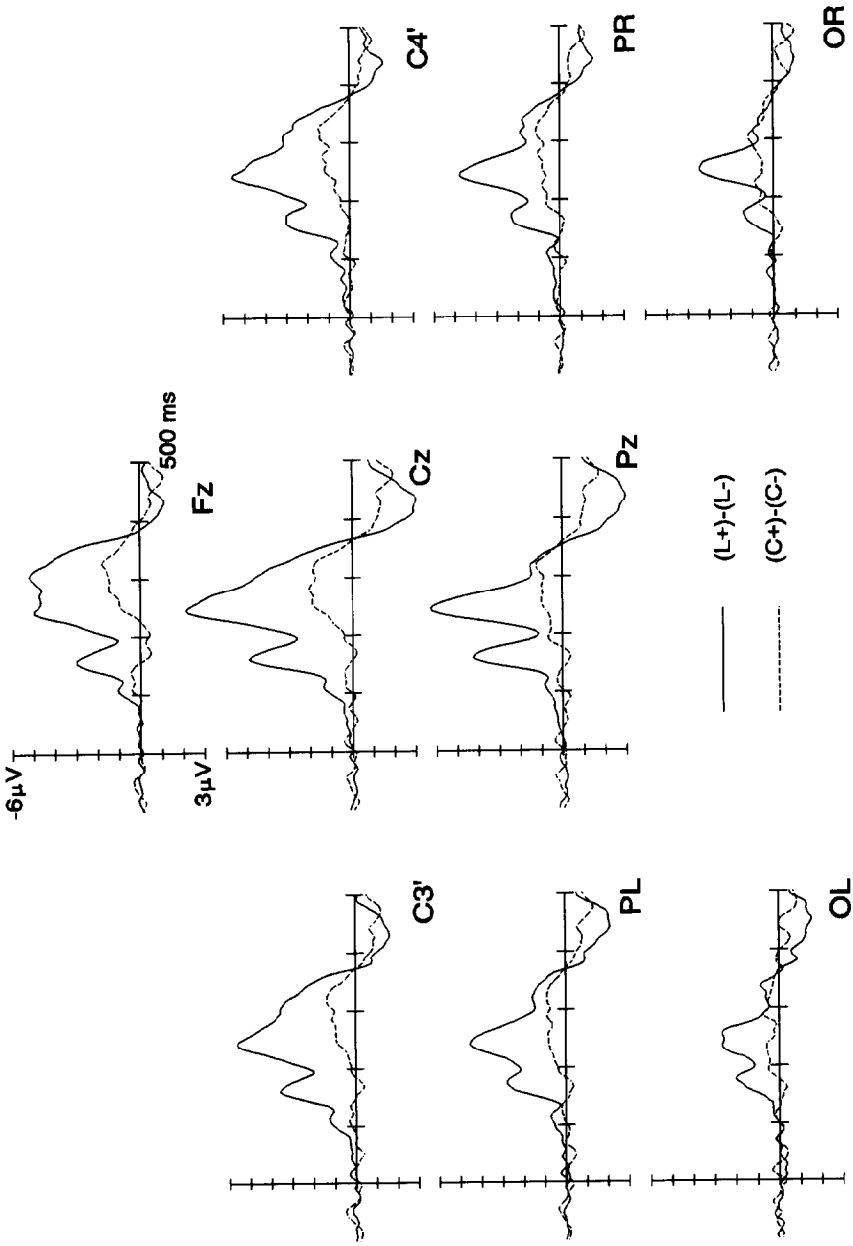 -6μV
3μV
500 ms
Fz
C3'
Cz
C4'
PL
Pz
PR
OL
OR
(L+)-(L-)
(C+)-(C-)